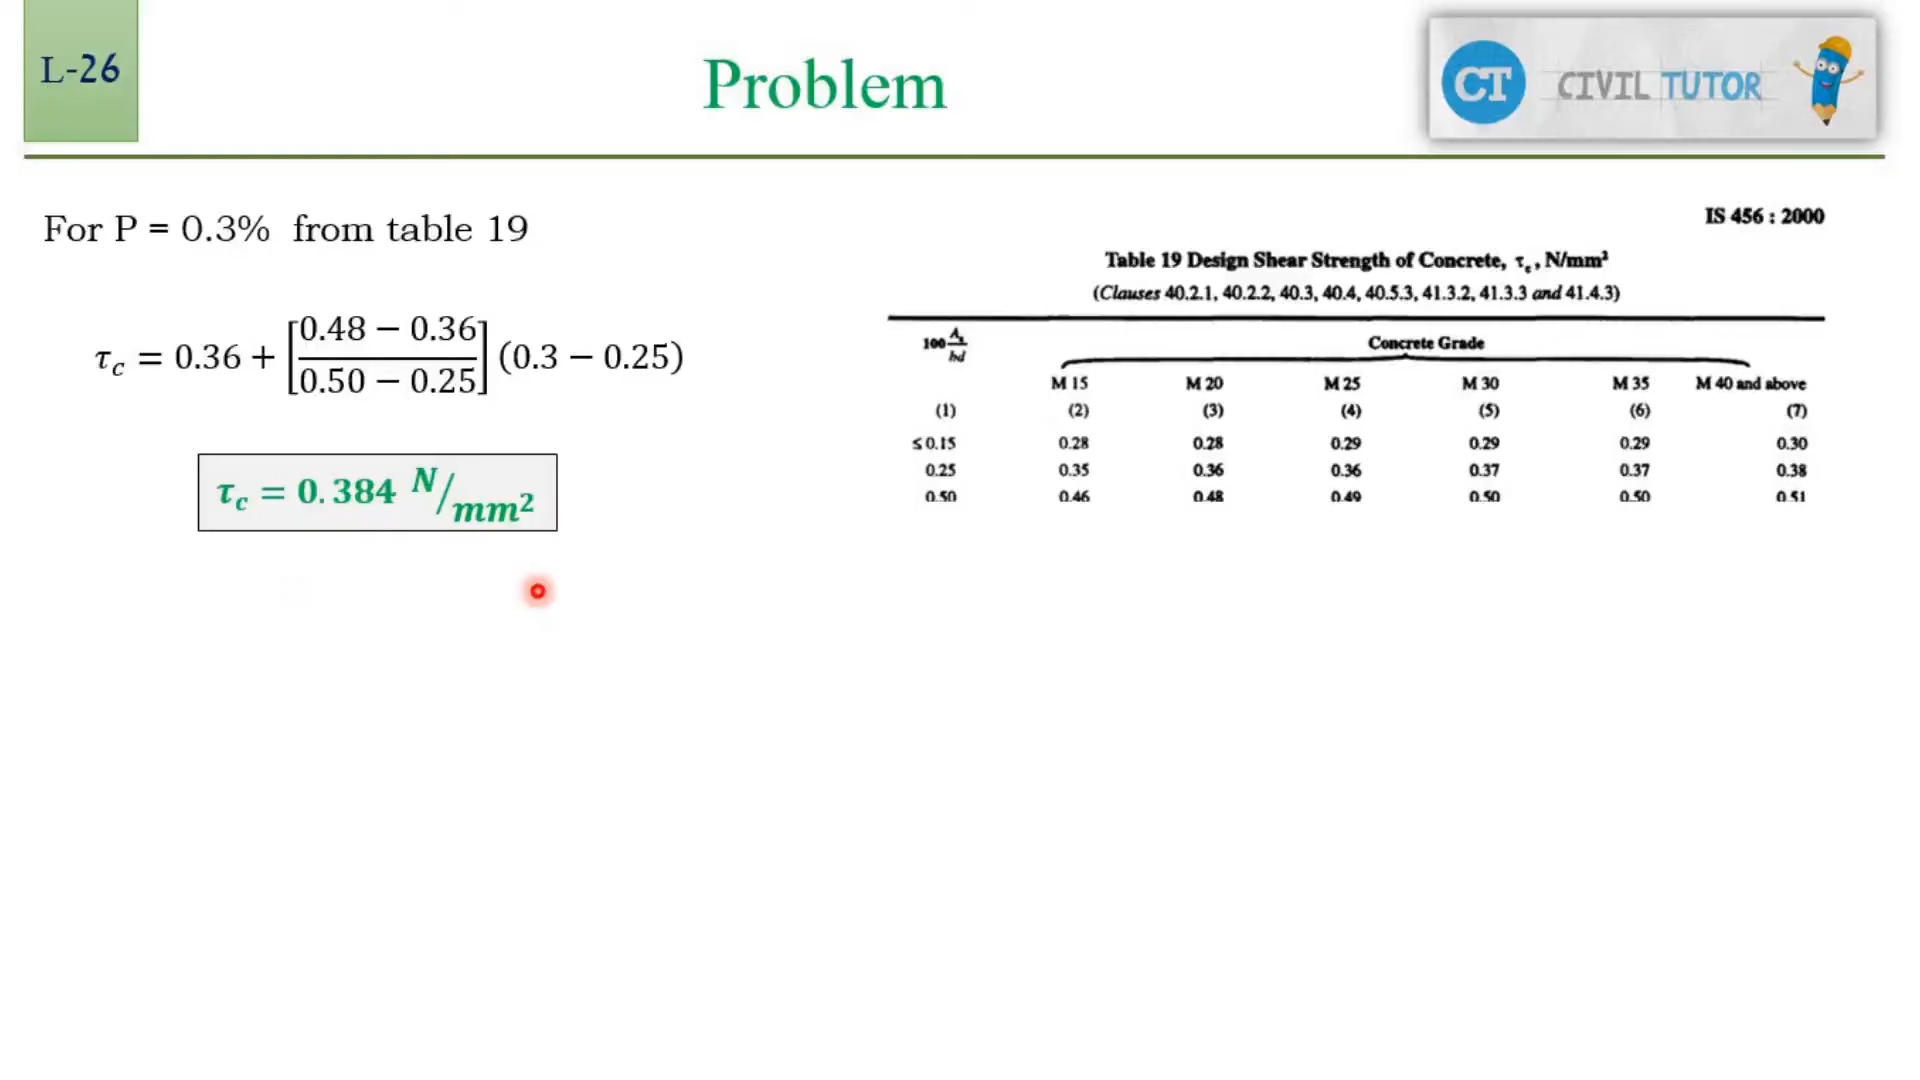 L-26
Problem
CT CIVIL TUTOR
For P = 0.3% from table 19
τc = 0.36 + [0.48 − 0.36 / 0.50 − 0.25] (0.3 − 0.25)
τc = 0.384 N/mm²
IS 456 : 2000
Table 19 Design Shear Strength of Concrete, τc, N/mm²
(Clauses 40.2.1, 40.2.2, 40.3, 40.4, 40.5.3, 41.3.2, 41.3.3 and 41.4.3)
100 As/bd Concrete Grade
M 15 M 20 M 25 M 30 M 35 M 40 and above
(1) (2) (3) (4) (5) (6) (7)
≤ 0.15 0.28 0.28 0.29 0.29 0.29 0.30
0.25 0.35 0.36 0.36 0.37 0.37 0.38
0.50 0.46 0.48 0.49 0.50 0.50 0.51